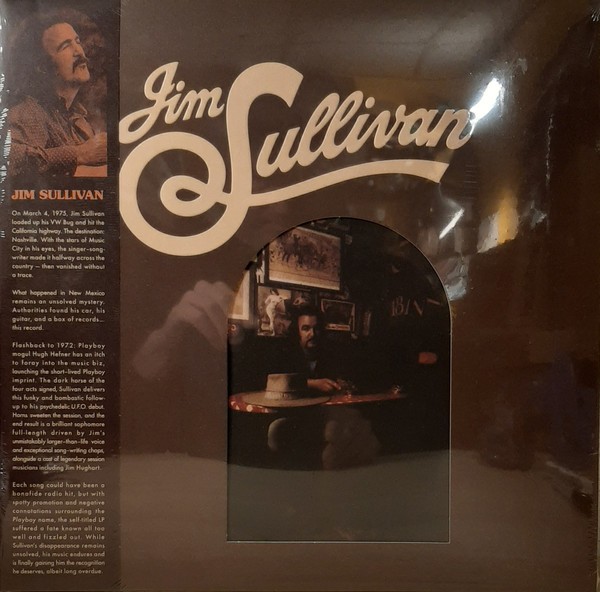 Jim Sullivan
JIM SULLIVAN
On March 4, 1975, Jim Sullivan
loaded up his VW Bug and hit the
California highway. The destination:
Nashville. With the stars of Music
City in his eyes, the singer-song-
writer made it halfway across the
country – then vanished without
a trace.
What happened in New Mexico
remains an unsolved mystery.
Authorities found his car, his
guitar, and a box of records...
this record.
Flashback to 1972: Playboy
mogul Hugh Hefner has an itch
to foray into the music biz,
launching the short-lived Playboy
imprint. The dark horse of the
four acts signed, Sullivan delivers
this funky and bombastic follow-
up to his psychedelic U.F.O. debut.
Horns sweeten the session, and the
end result is a brilliant sophomore
full-length driven by Jim's
unmistakably larger-than-life voice
and exceptional song-writing chops,
alongside a cast of legendary session
musicians including Jim Hughart.
Each song could have been a
bonafide radio hit, but with
spotty promotion and negative
connotations surrounding the
Playboy name, the self-titled LP
suffered a fate known all too
well and fizzled out. While
Sullivan's disappearance remains
unsolved, his music endures and
is finally gaining him the recognition
he deserves, albeit long overdue.